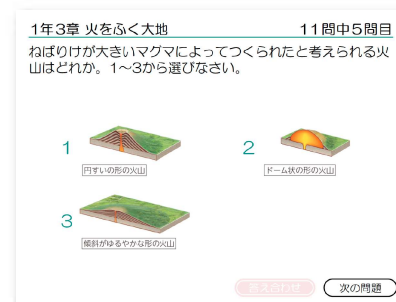 1年3章 火をふく大地 11問中5問目
ねばりけが大きいマグマによってつくられたと考えられる火
山はどれか。1〜3から選びなさい。
1 2
円すいの形の火山 ドーム状の形の火山
3
傾斜がゆるやかな形の火山
答え合わせ 次の問題